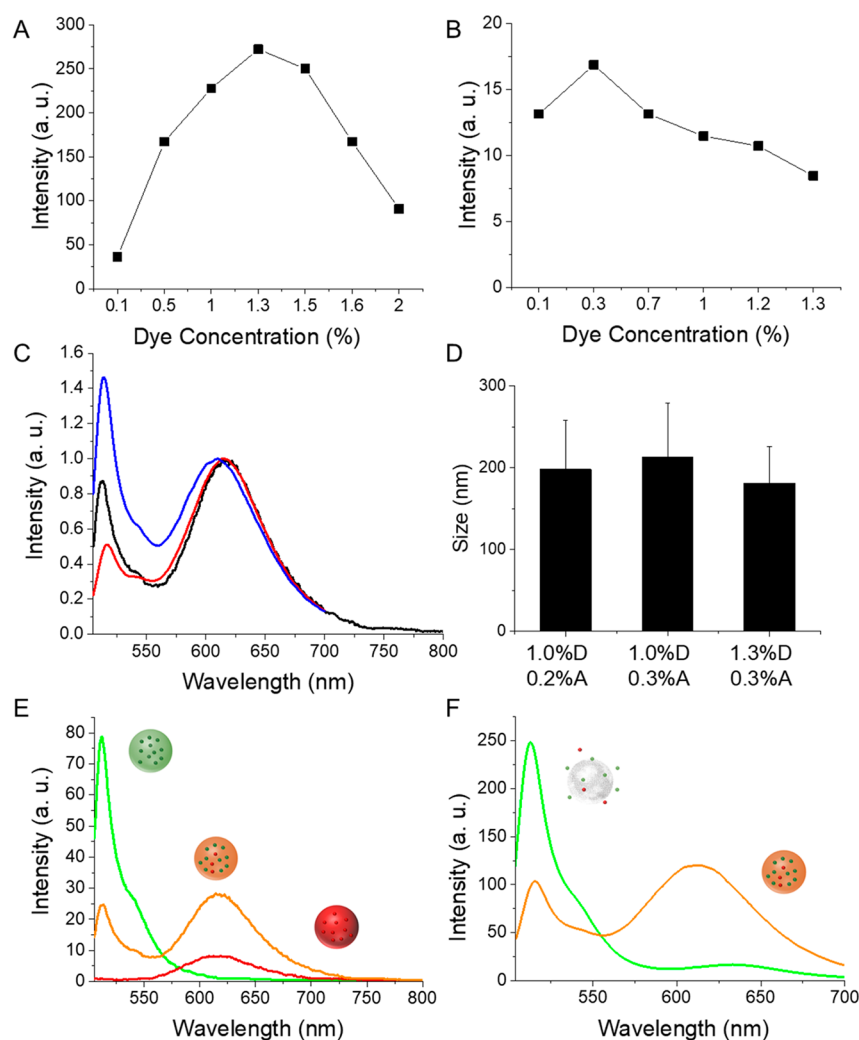 A
300
250
200
150
100
50
0
Intensity (a. u.)
0.1 0.5 1 1.3 1.5 1.6 2
Dye Concentration (%)
B
20
15
10
5
0
Intensity (a. u.)
0.1 0.3 0.7 1 1.2 1.3
Dye Concentration (%)
C
1.6
1.4
1.2
1.0
0.8
0.6
0.4
0.2
0.0
Intensity (a. u.)
550 600 650 700 750 800
Wavelength (nm)
D
300
200
100
0
Size (nm)
1.0%D 1.0%D 1.3%D
0.2%A 0.3%A 0.3%A
E
80
70
60
50
40
30
20
10
0
Intensity (a. u.)
550 600 650 700 750 800
Wavelength (nm)
F
250
200
150
100
50
0
Intensity (a. u.)
550 600 650 700
Wavelength (nm)